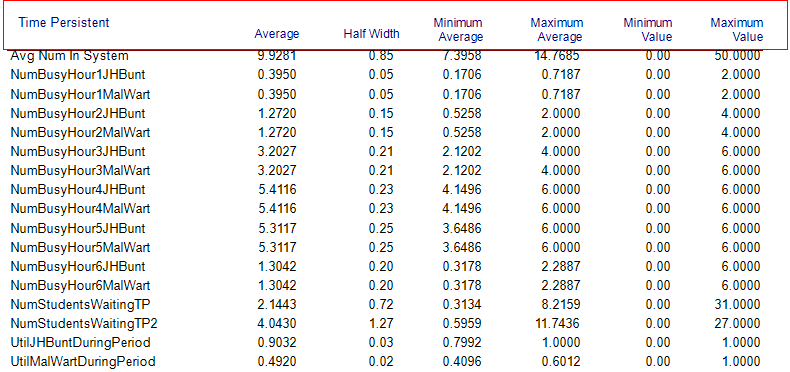 Time Persistent Average Half Width Minimum Average Maximum Average Minimum Value Maximum Value
Avg Num In System 9.9281 0.85 7.3958 14.7685 0.00 50.0000
NumBusyHour1JHBunt 0.3950 0.05 0.1706 0.7187 0.00 2.0000
NumBusyHour1MalWart 0.3950 0.05 0.1706 0.7187 0.00 2.0000
NumBusyHour2JHBunt 1.2720 0.15 0.5258 2.0000 0.00 4.0000
NumBusyHour2MalWart 1.2720 0.15 0.5258 2.0000 0.00 4.0000
NumBusyHour3JHBunt 3.2027 0.21 2.1202 4.0000 0.00 6.0000
NumBusyHour3MalWart 3.2027 0.21 2.1202 4.0000 0.00 6.0000
NumBusyHour4JHBunt 5.4116 0.23 4.1496 6.0000 0.00 6.0000
NumBusyHour4MalWart 5.4116 0.23 4.1496 6.0000 0.00 6.0000
NumBusyHour5JHBunt 5.3117 0.25 3.6486 6.0000 0.00 6.0000
NumBusyHour5MalWart 5.3117 0.25 3.6486 6.0000 0.00 6.0000
NumBusyHour6JHBunt 1.3042 0.20 0.3178 2.2887 0.00 6.0000
NumBusyHour6MalWart 1.3042 0.20 0.3178 2.2887 0.00 6.0000
NumStudentsWaitingTP 2.1443 0.72 0.3134 8.2159 0.00 31.0000
NumStudentsWaitingTP2 4.0430 1.27 0.5959 11.7436 0.00 27.0000
UtilJHBuntDuringPeriod 0.9032 0.03 0.7992 1.0000 0.00 1.0000
UtilMalWartDuringPeriod 0.4920 0.02 0.4096 0.6012 0.00 1.0000